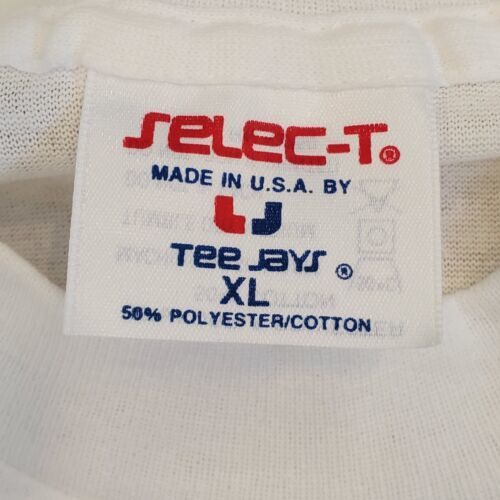 SELEC-T®
MADE IN U.S.A. BY
TEE JAYS ®
XL
50% POLYESTER/COTTON